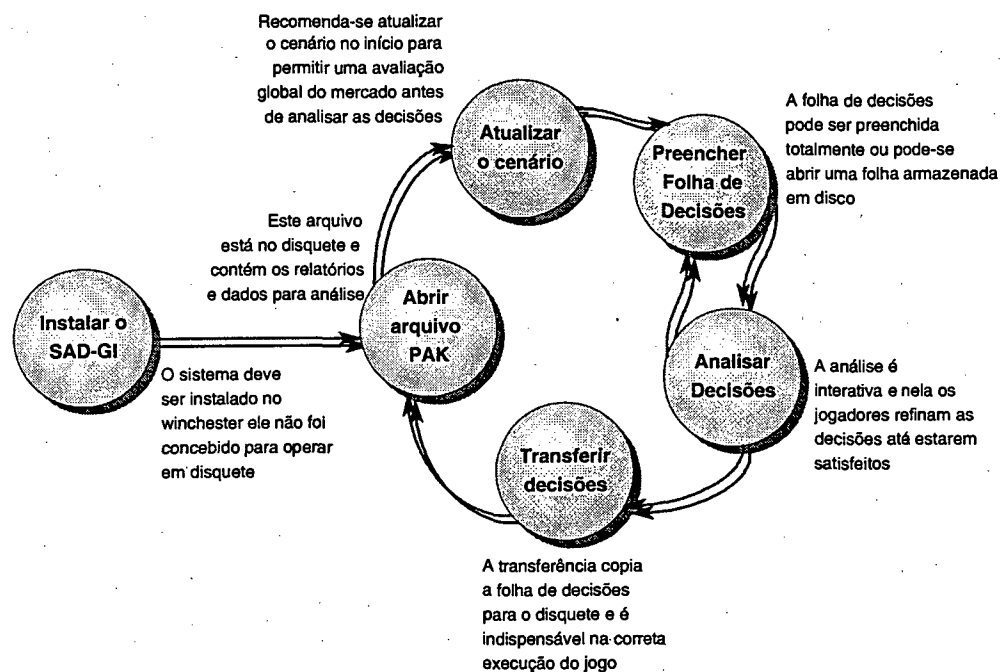 Recomenda-se atualizar
o cenário no início para
permitir uma avaliação
global do mercado antes
de analisar as decisões
Atualizar
o cenário
Preencher
Folha de
Decisões
A folha de decisões
pode ser preenchida
totalmente ou pode-se
abrir uma folha armazenada
em disco
Este arquivo
está no disquete e
contém os relatórios
e dados para análise
Instalar o
SAD-GI
Abrir
arquivo
PAK
O sistema deve
ser instalado no
winchester ele não foi
concebido para operar
em disquete
Analisar
Decisões
A análise é
interativa e nela os
jogadores refinam as
decisões até estarem
satisfeitos
Transferir
decisões
A transferência copia
a folha de decisões
para o disquete e é
indispensável na correta
execução do jogo